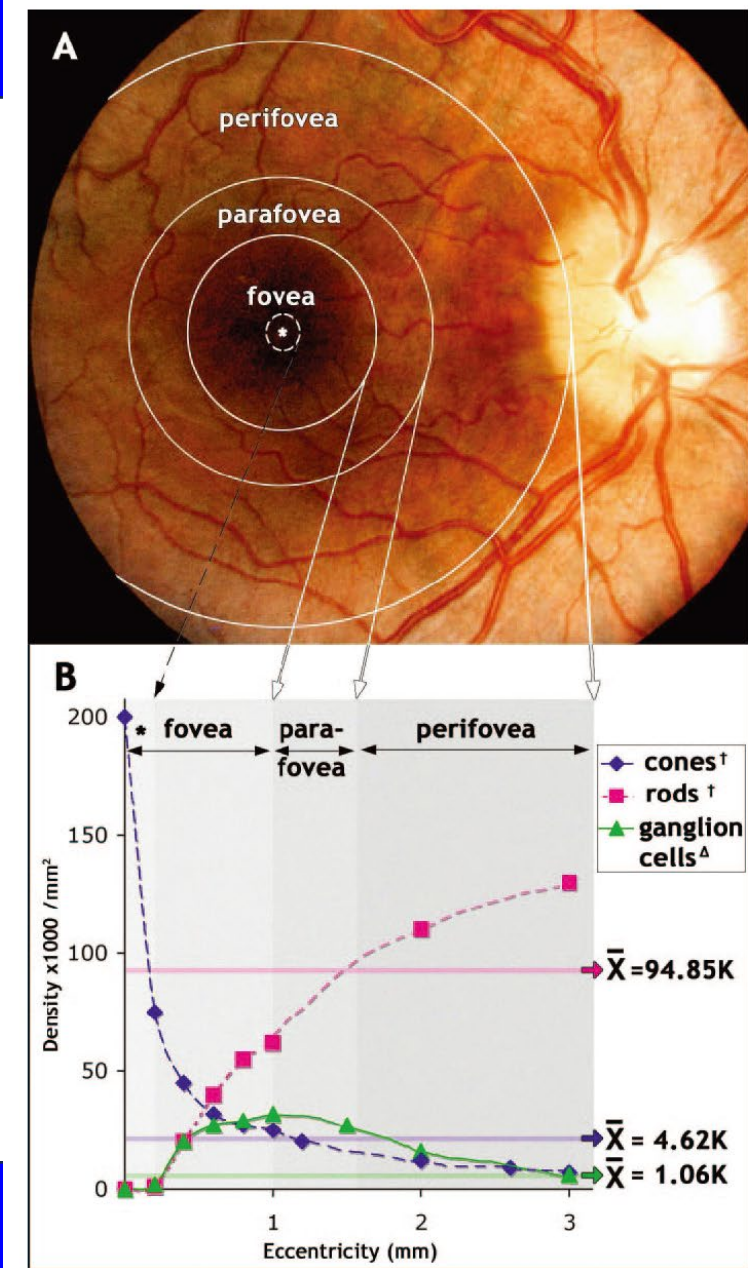 A
perifovea
parafovea
fovea
*
B
200
150
100
50
0
Density x1000 /mm²
* fovea
para-
fovea
perifovea
cones†
rods †
ganglion
cellsᐃ
X̄ =94.85K
X̄ = 4.62K
X̄ = 1.06K
1
2
3
Eccentricity (mm)